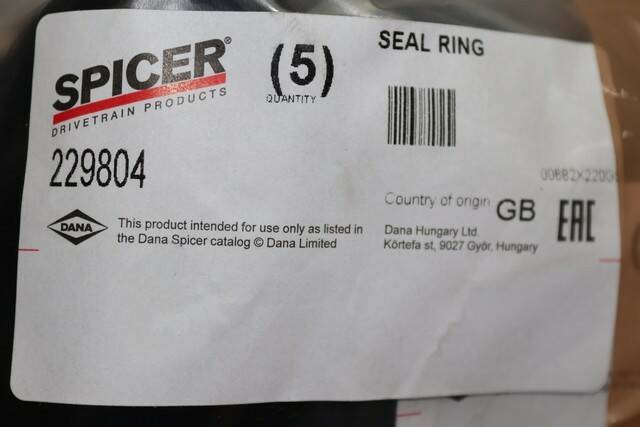 SPICER®
DRIVETRAIN PRODUCTS
(5)
QUANTITY
SEAL RING
229804
DANA
This product intended for use only as listed in
the Dana Spicer catalog © Dana Limited
Country of origin GB
Dana Hungary Ltd.
Körtefa st, 9027 Győr, Hungary
EAC